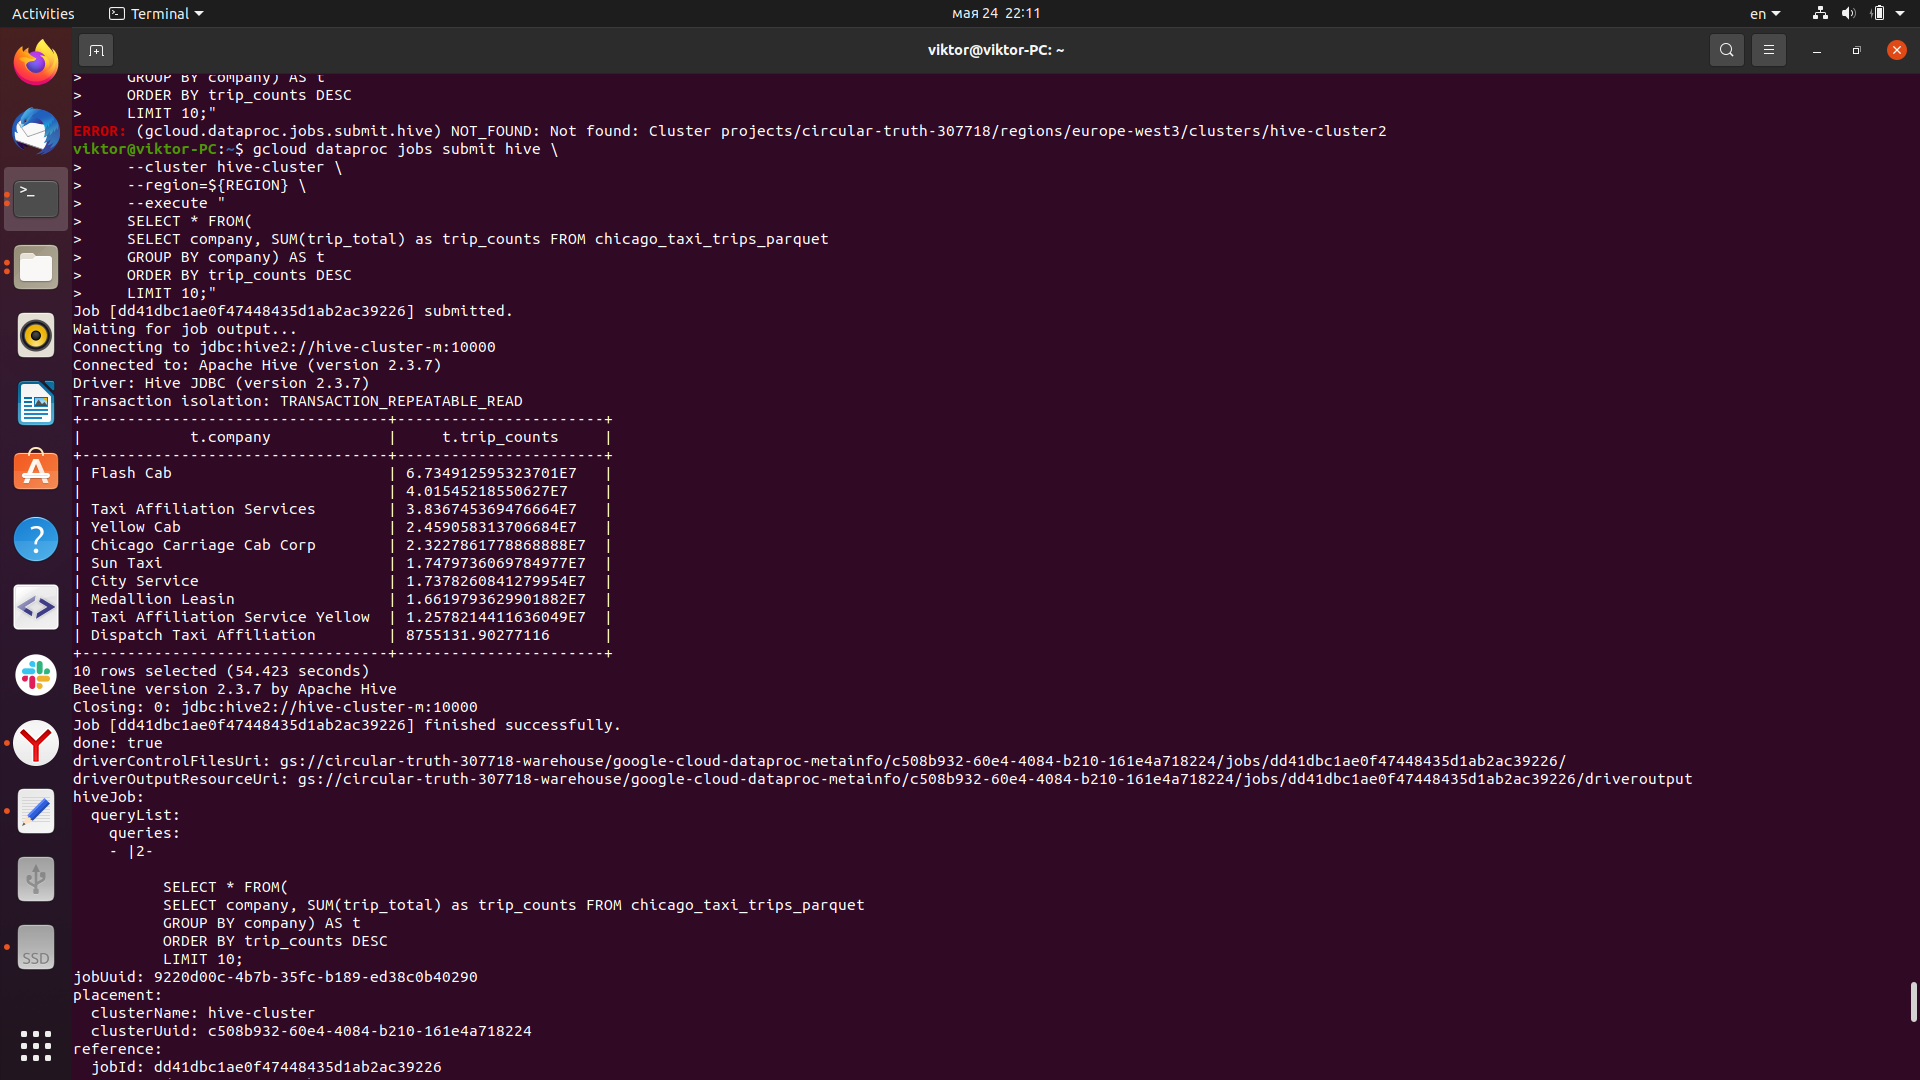 Activities Terminal мая 24 22:11 en
viktor@viktor-PC: ~
> GROUP BY company) AS t
> ORDER BY trip_counts DESC
> LIMIT 10;"
ERROR: (gcloud.dataproc.jobs.submit.hive) NOT_FOUND: Not found: Cluster projects/circular-truth-307718/regions/europe-west3/clusters/hive-cluster2
viktor@viktor-PC:~$ gcloud dataproc jobs submit hive \
> --cluster hive-cluster \
> --region=${REGION} \
> --execute "
> SELECT * FROM(
> SELECT company, SUM(trip_total) as trip_counts FROM chicago_taxi_trips_parquet
> GROUP BY company) AS t
> ORDER BY trip_counts DESC
> LIMIT 10;"
Job [dd41dbc1ae0f47448435d1ab2ac39226] submitted.
Waiting for job output...
Connecting to jdbc:hive2://hive-cluster-m:10000
Connected to: Apache Hive (version 2.3.7)
Driver: Hive JDBC (version 2.3.7)
Transaction isolation: TRANSACTION_REPEATABLE_READ
+----------------------------------+-----------------------+
| t.company | t.trip_counts |
+----------------------------------+-----------------------+
| Flash Cab | 6.734912595323701E7 |
| | 4.01545218550627E7 |
| Taxi Affiliation Services | 3.836745369476664E7 |
| Yellow Cab | 2.459058313706684E7 |
| Chicago Carriage Cab Corp | 2.3227861778868888E7 |
| Sun Taxi | 1.7479736069784977E7 |
| City Service | 1.7378260841279954E7 |
| Medallion Leasin | 1.6619793629901882E7 |
| Taxi Affiliation Service Yellow | 1.2578214411636049E7 |
| Dispatch Taxi Affiliation | 8755131.90277116 |
+----------------------------------+-----------------------+
10 rows selected (54.423 seconds)
Beeline version 2.3.7 by Apache Hive
Closing: 0: jdbc:hive2://hive-cluster-m:10000
Job [dd41dbc1ae0f47448435d1ab2ac39226] finished successfully.
done: true
driverControlFilesUri: gs://circular-truth-307718-warehouse/google-cloud-dataproc-metainfo/c508b932-60e4-4084-b210-161e4a718224/jobs/dd41dbc1ae0f47448435d1ab2ac39226/
driverOutputResourceUri: gs://circular-truth-307718-warehouse/google-cloud-dataproc-metainfo/c508b932-60e4-4084-b210-161e4a718224/jobs/dd41dbc1ae0f47448435d1ab2ac39226/driveroutput
hiveJob:
queryList:
queries:
- |2-
SELECT * FROM(
SELECT company, SUM(trip_total) as trip_counts FROM chicago_taxi_trips_parquet
GROUP BY company) AS t
ORDER BY trip_counts DESC
LIMIT 10;
jobUuid: 9220d00c-4b7b-35fc-b189-ed38c0b40290
placement:
clusterName: hive-cluster
clusterUuid: c508b932-60e4-4084-b210-161e4a718224
reference:
jobId: dd41dbc1ae0f47448435d1ab2ac39226
SSD